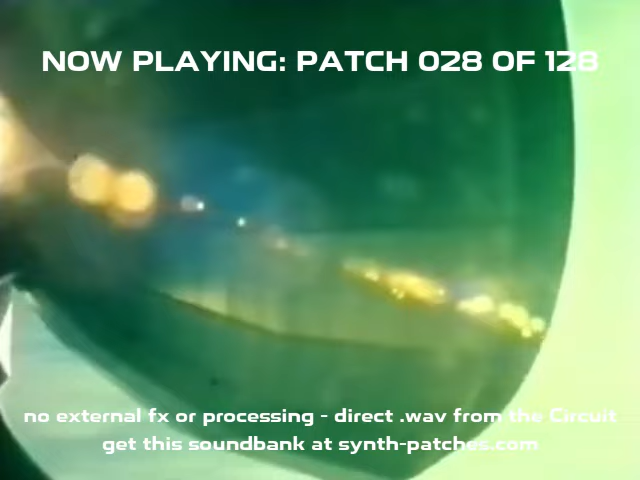 NOW PLAYING: PATCH 028 OF 128
no external fx or processing - direct .wav from the Circuit
get this soundbank at synth-patches.com